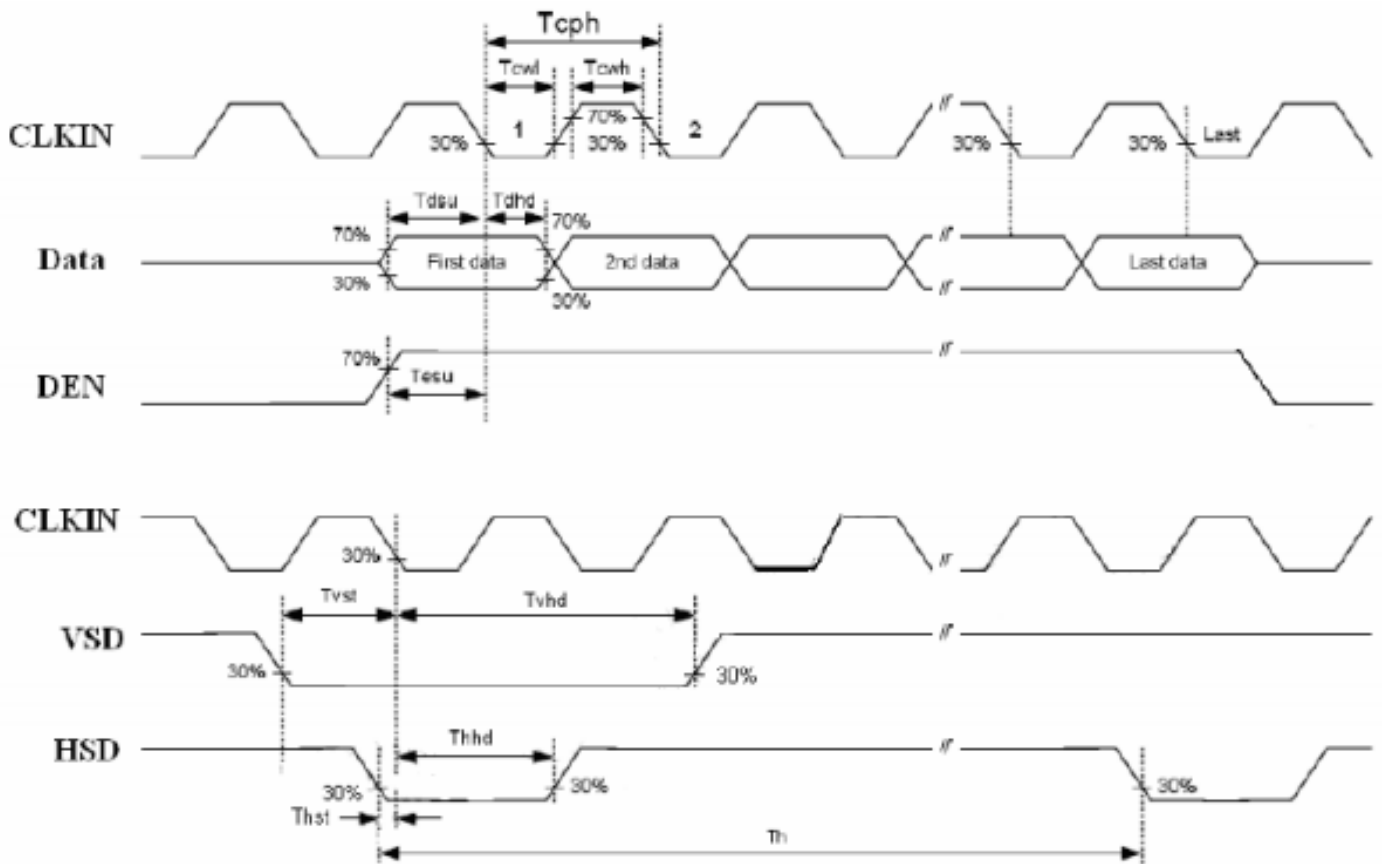 Tcph
Tcwl Tcwh
CLKIN 30% 1 70% 30% 2 30% 30% Last
Tdsu Tdhd
70% 70%
Data First data 2nd data Last data
30% 30%
70%
DEN Tesu
CLKIN
30%
Tvst Tvhd
VSD
30% 30%
HSD Thhd
30% 30% 30%
Thst
Th